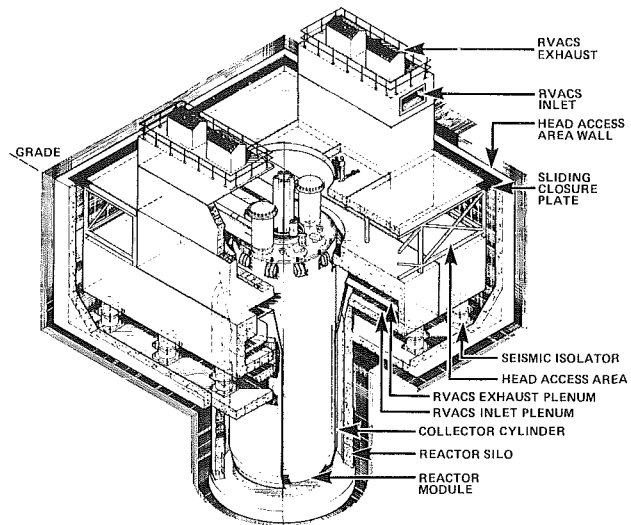 RVACS
EXHAUST
RVACS
INLET
HEAD ACCESS
AREA WALL
GRADE
SLIDING
CLOSURE
PLATE
SEISMIC ISOLATOR
HEAD ACCESS AREA
RVACS EXHAUST PLENUM
RVACS INLET PLENUM
COLLECTOR CYLINDER
REACTOR SILO
REACTOR
MODULE